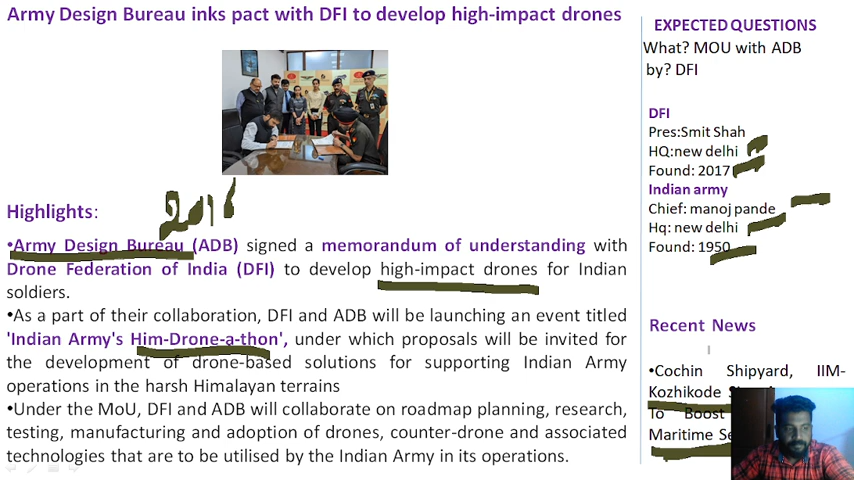 Army Design Bureau inks pact with DFI to develop high-impact drones
2016
Highlights:
•Army Design Bureau (ADB) signed a memorandum of understanding with
Drone Federation of India (DFI) to develop high-impact drones for Indian
soldiers.
•As a part of their collaboration, DFI and ADB will be launching an event titled
'Indian Army's Him-Drone-a-thon', under which proposals will be invited for
the development of drone-based solutions for supporting Indian Army
operations in the harsh Himalayan terrains
•Under the MoU, DFI and ADB will collaborate on roadmap planning, research,
testing, manufacturing and adoption of drones, counter-drone and associated
technologies that are to be utilised by the Indian Army in its operations.
EXPECTED QUESTIONS
What? MOU with ADB
by? DFI
DFI
Pres:Smit Shah
HQ:new delhi
Found: 2017
Indian army
Chief: manoj pande
Hq: new delhi
Found: 1950
Recent News
•Cochin Shipyard, IIM-
Kozhikode
To Boost
Maritime